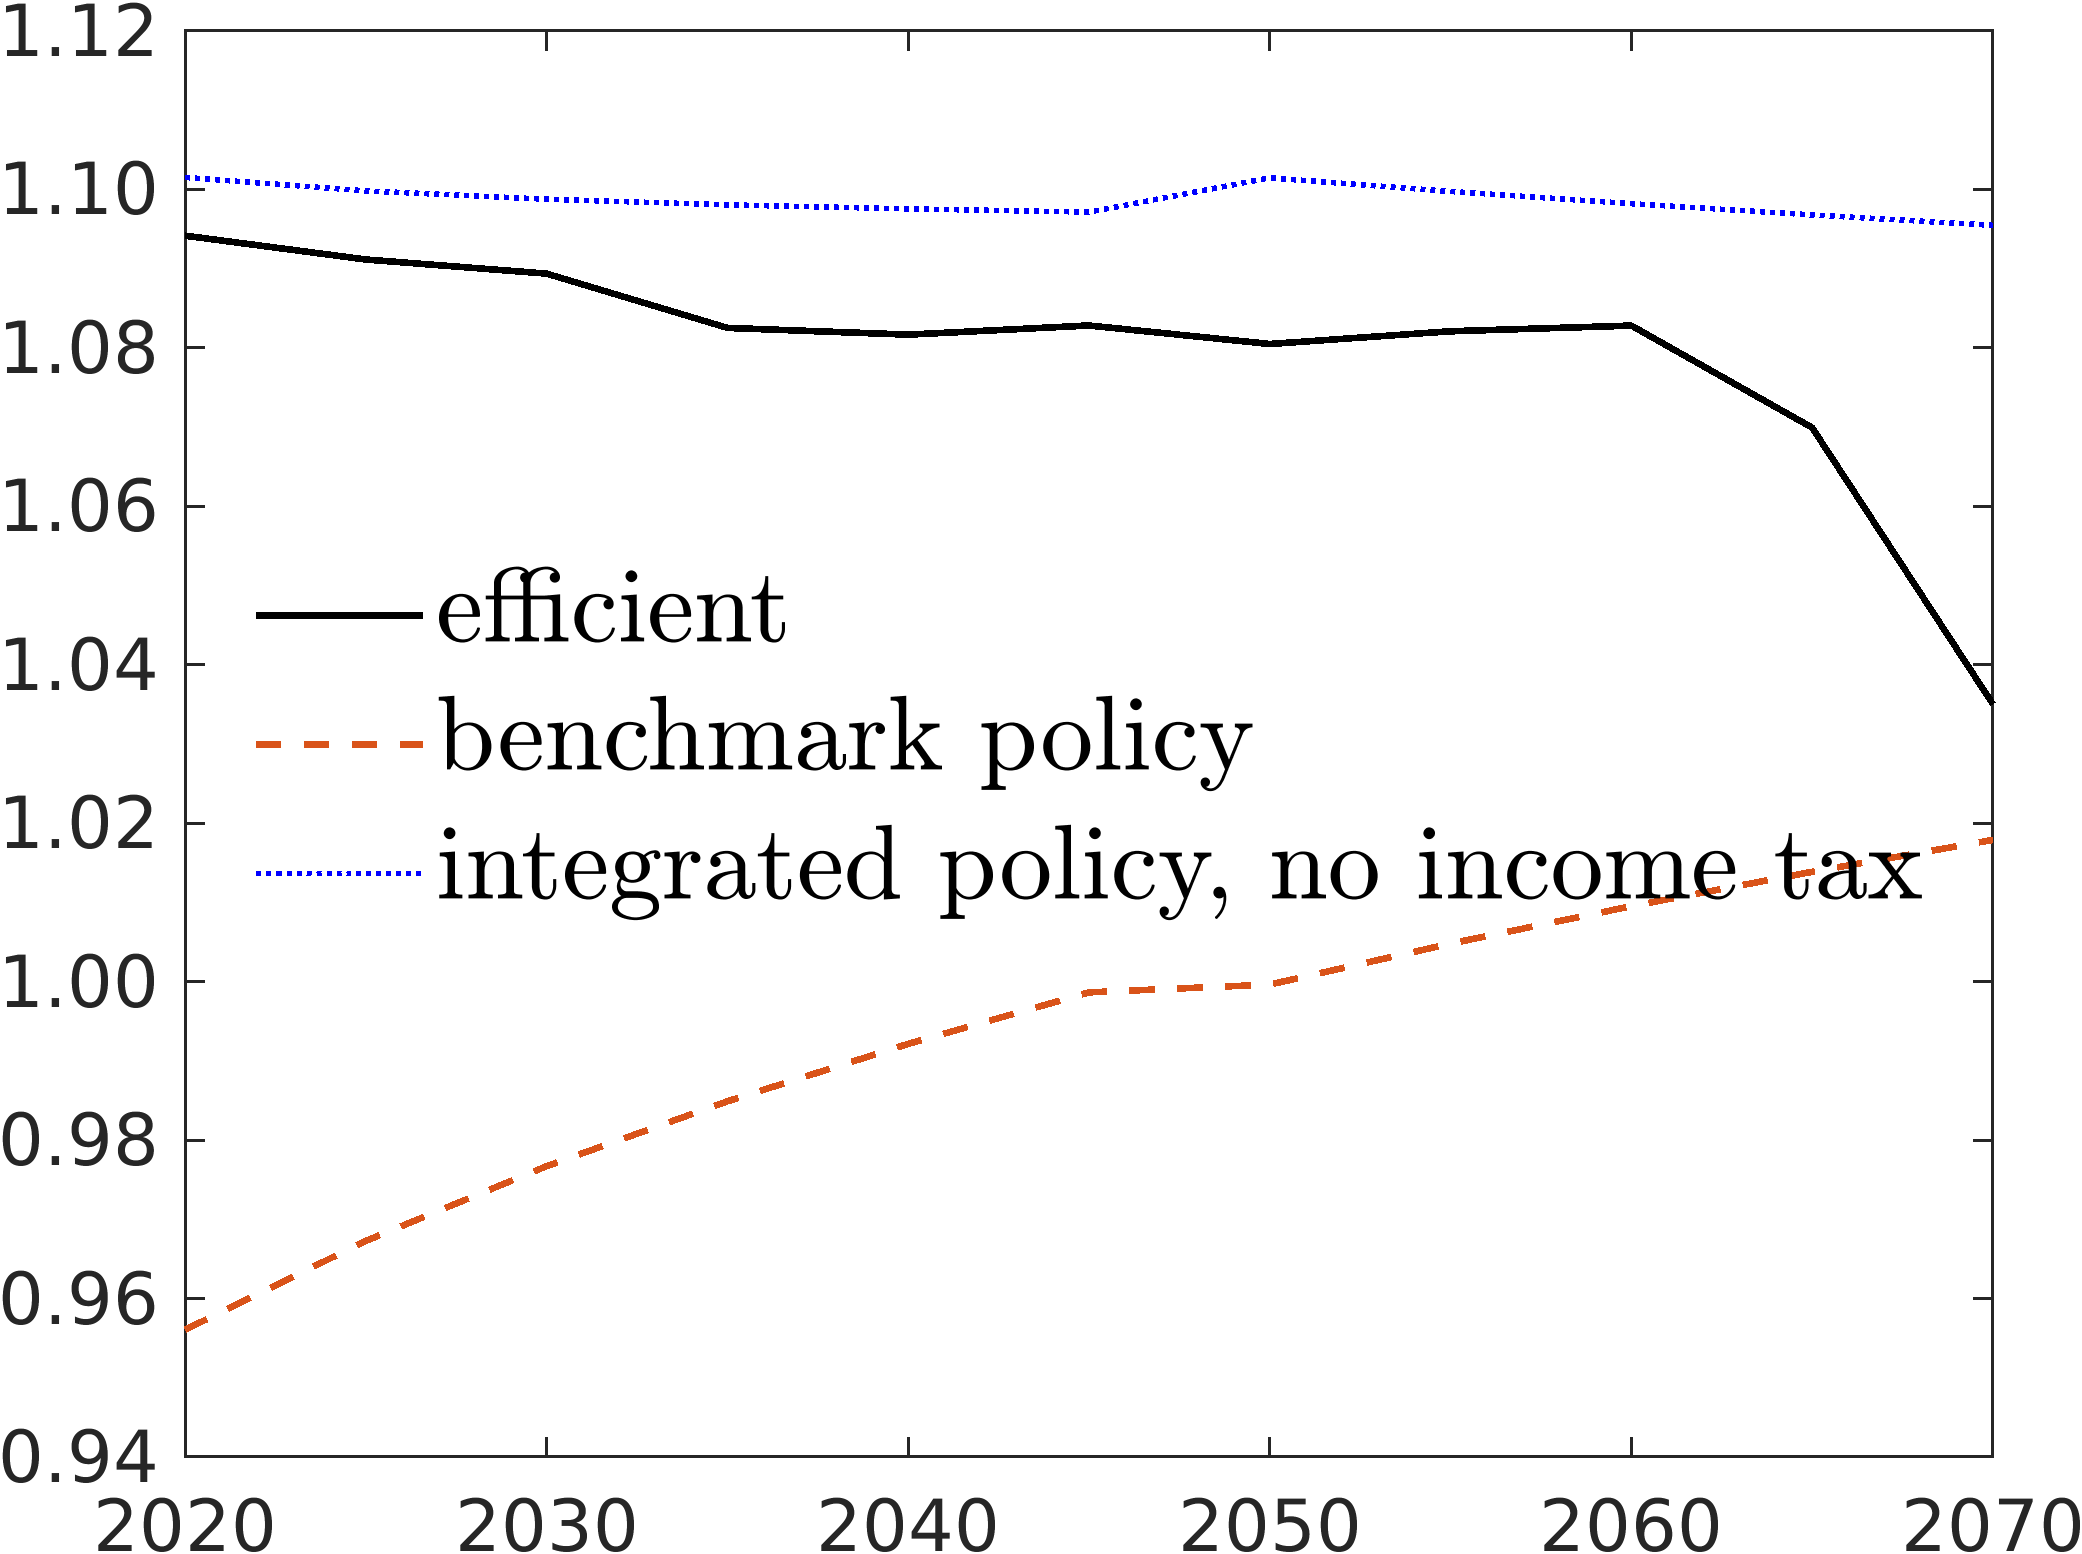 1.12
1.10
1.08
1.06
1.04
1.02
1.00
0.98
0.96
0.94
efficient
benchmark policy
integrated policy, no income tax
2020 2030 2040 2050 2060 2070